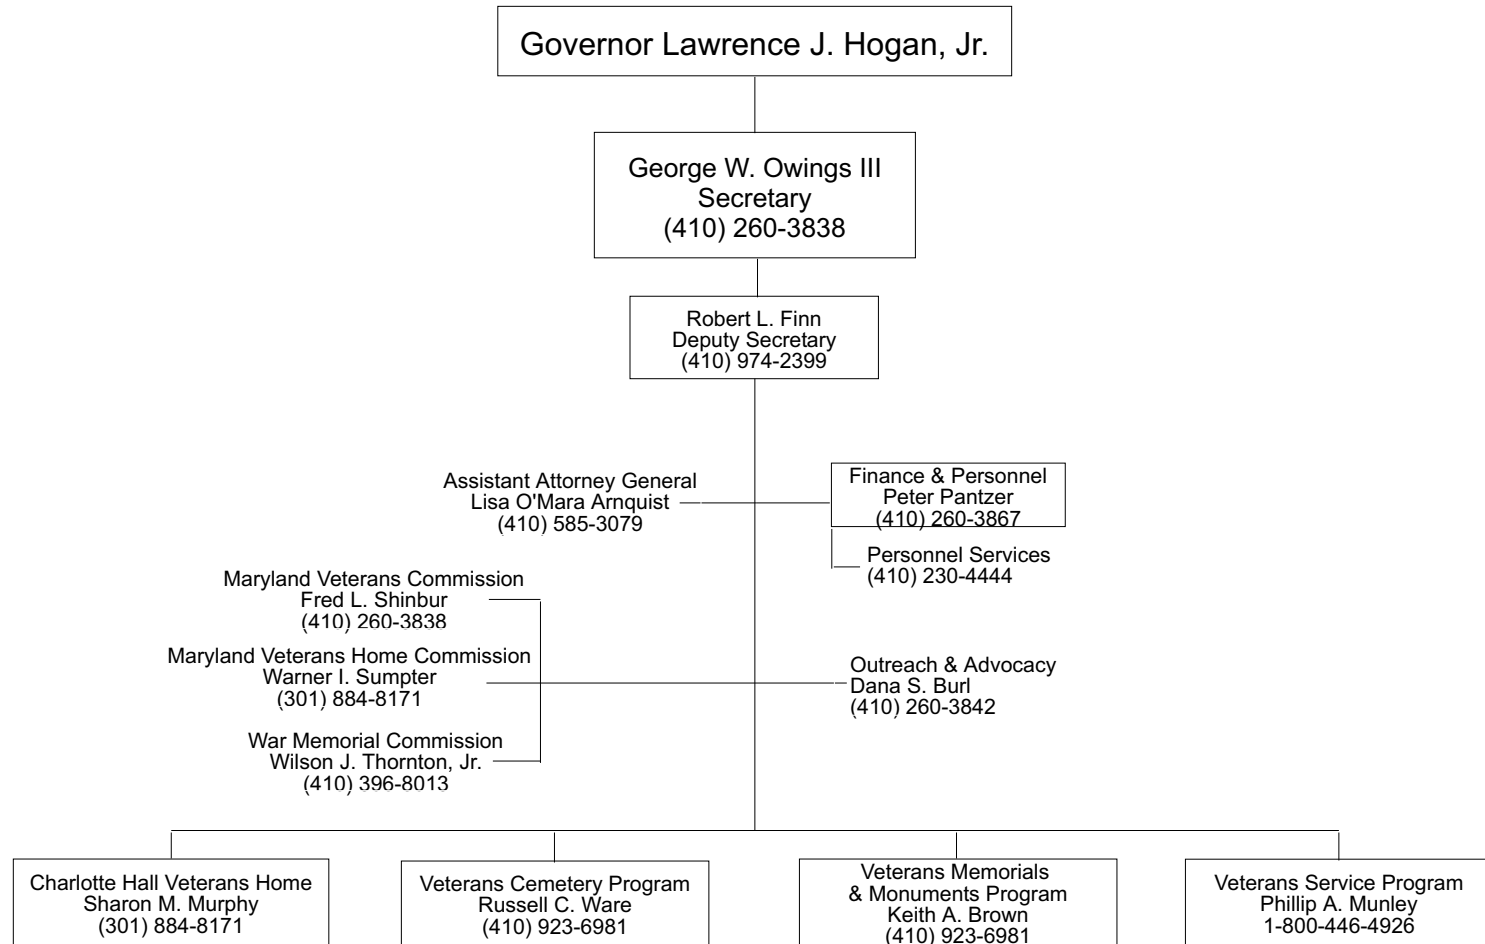 Governor Lawrence J. Hogan, Jr.
George W. Owings III
Secretary
(410) 260-3838
Robert L. Finn
Deputy Secretary
(410) 974-2399
Assistant Attorney General
Lisa O'Mara Arnquist
(410) 585-3079
Finance & Personnel
Peter Pantzer
(410) 260-3867
Personnel Services
(410) 230-4444
Maryland Veterans Commission
Fred L. Shinbur
(410) 260-3838
Maryland Veterans Home Commission
Warner I. Sumpter
(301) 884-8171
Outreach & Advocacy
Dana S. Burl
(410) 260-3842
War Memorial Commission
Wilson J. Thornton, Jr.
(410) 396-8013
Charlotte Hall Veterans Home
Sharon M. Murphy
(301) 884-8171
Veterans Cemetery Program
Russell C. Ware
(410) 923-6981
Veterans Memorials
& Monuments Program
Keith A. Brown
(410) 923-6981
Veterans Service Program
Phillip A. Munley
1-800-446-4926